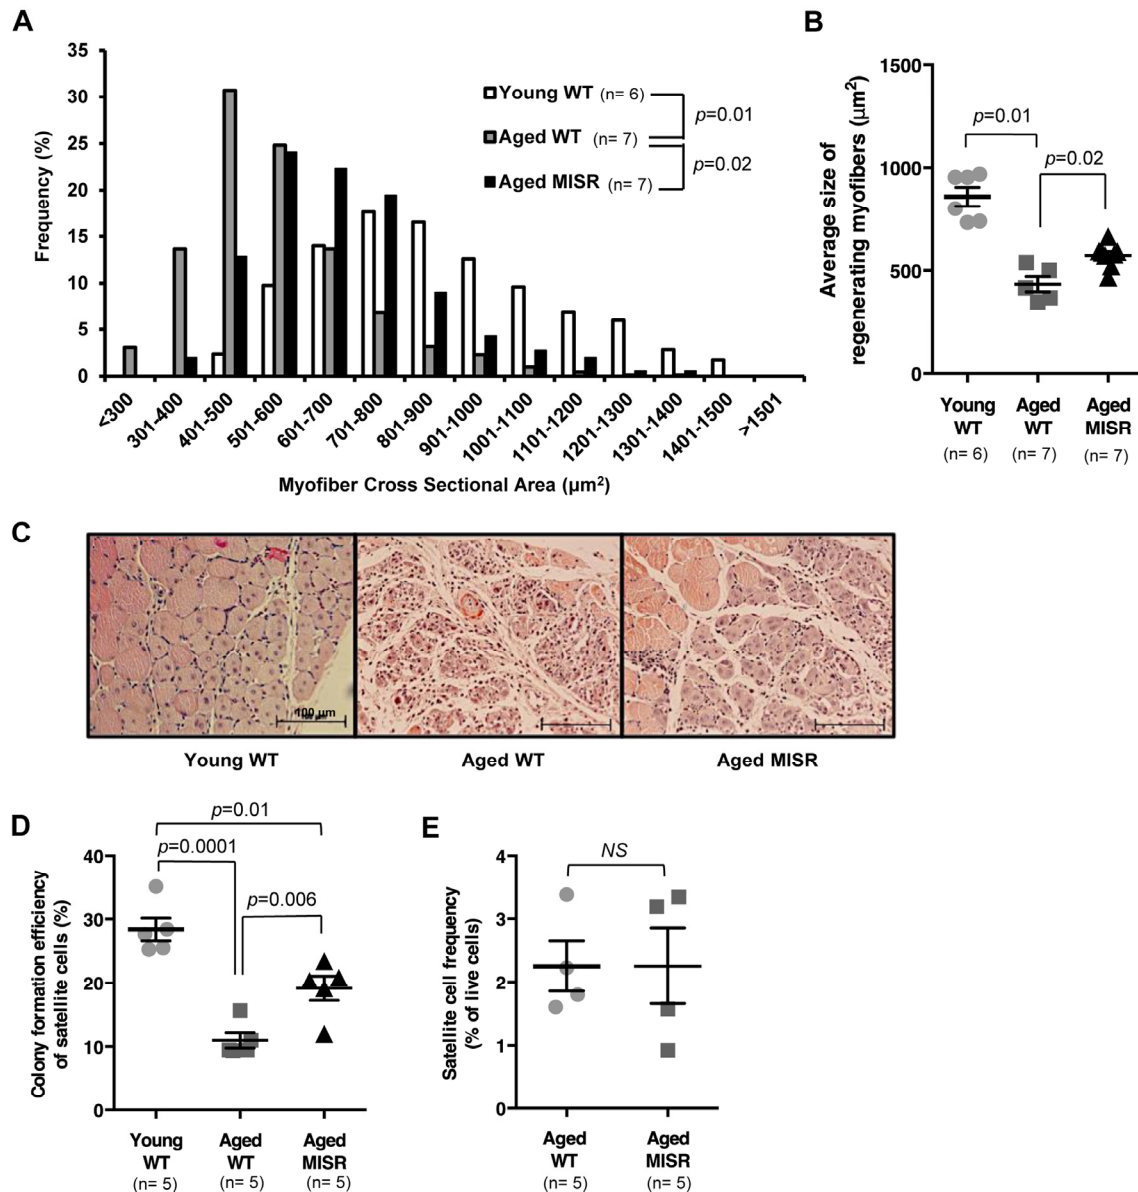 A
35
30
25
20
15
10
5
0
Frequency (%)
Young WT (n= 6)
Aged WT (n= 7)
Aged MISR (n= 7)
p=0.01
p=0.02
<300
301-400
401-500
501-600
601-700
701-800
801-900
901-1000
1001-1100
1101-1200
1201-1300
1301-1400
1401-1500
>1501
Myofiber Cross Sectional Area (µm²)
B
Average size of
regenerating myofibers (µm²)
1500
1000
500
0
p=0.01
p=0.02
Young
WT
(n= 6)
Aged
WT
(n= 7)
Aged
MISR
(n= 7)
C
100 µm
Young WT
Aged WT
Aged MISR
D
Colony formation efficiency
of satellite cells (%)
40
30
20
10
0
p=0.01
p=0.0001
p=0.006
Young
WT
(n= 5)
Aged
WT
(n= 5)
Aged
MISR
(n= 5)
E
Satellite cell frequency
(% of live cells)
4
3
2
1
0
NS
Aged
WT
(n= 5)
Aged
MISR
(n= 5)